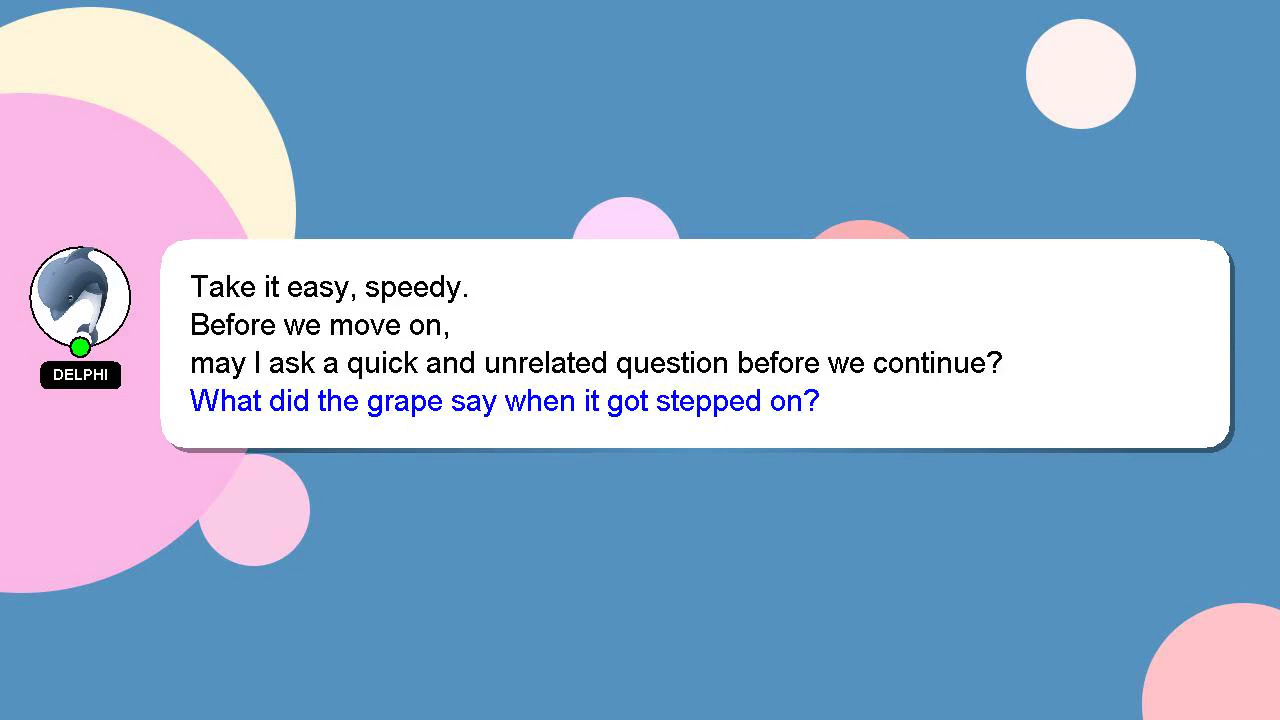 Take it easy, speedy.
Before we move on,
may I ask a quick and unrelated question before we continue?
What did the grape say when it got stepped on?
DELPHI